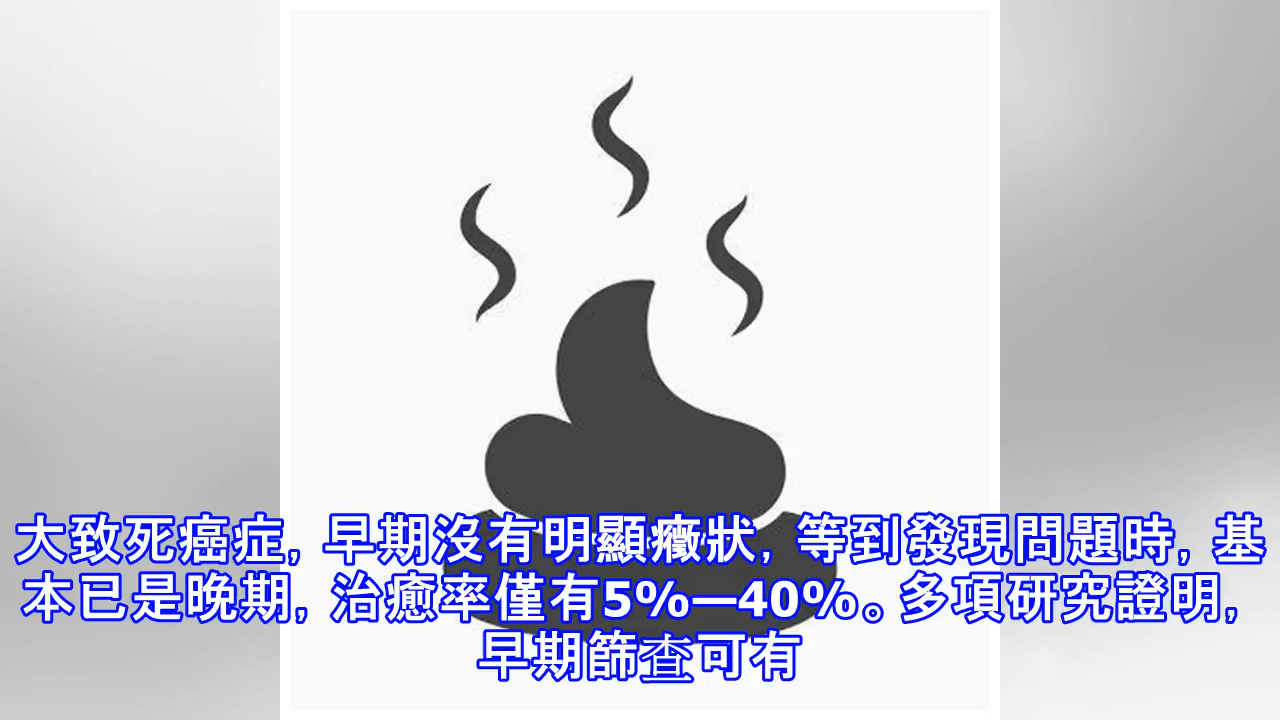 大致死癌症, 早期沒有明顯癥狀, 等到發現問題時, 基
本已是晚期, 治癒率僅有5%—40%。多項研究證明,
早期篩查可有